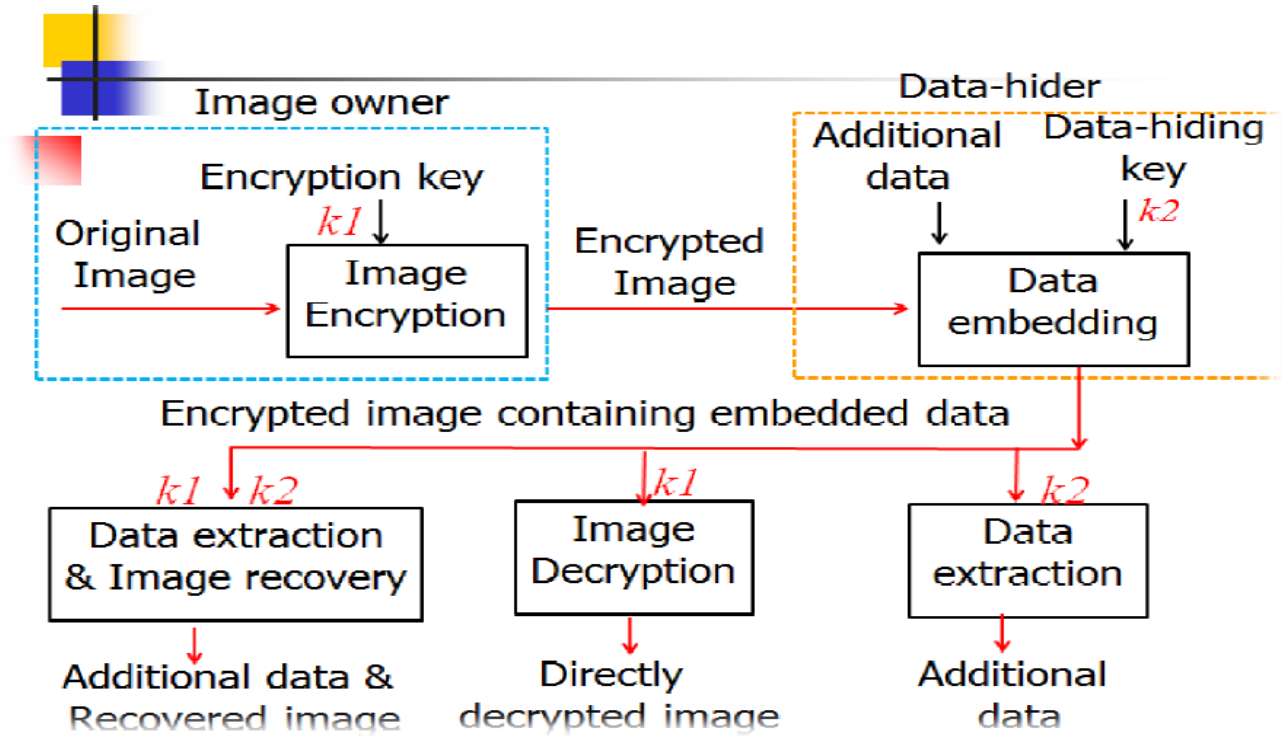 Image owner
Data-hider
Encryption key
k1
Original
Image
Image
Encryption
Encrypted
Image
Additional
data
Data-hiding
key
k2
Data
embedding
Encrypted image containing embedded data
k1 k2
Data extraction
& Image recovery
Additional data &
Recovered image
k1
Image
Decryption
Directly
decrypted image
k2
Data
extraction
Additional
data